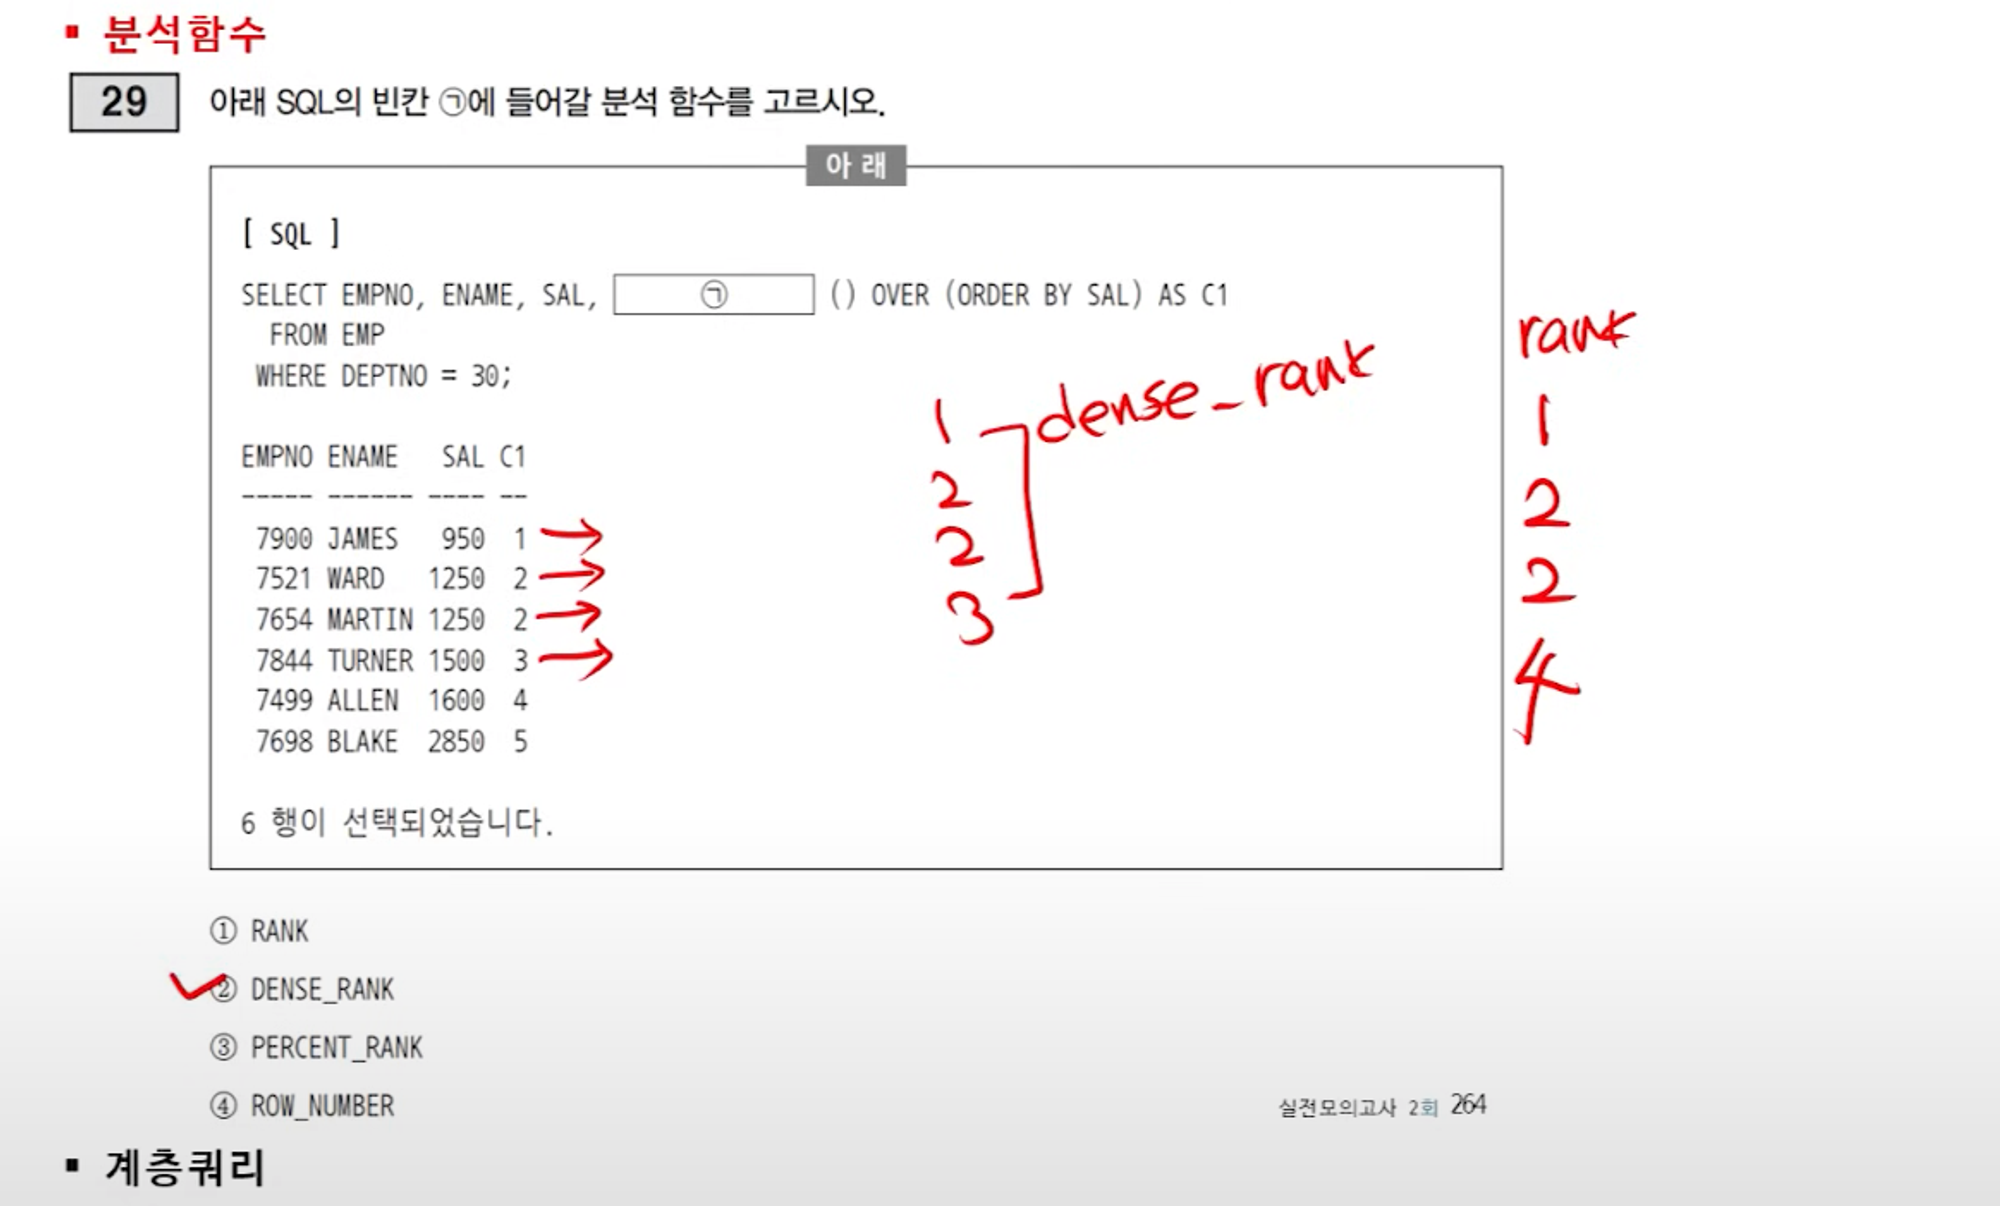 ▪ 분석함수
29 아래 SQL의 빈칸 ㉠에 들어갈 분석 함수를 고르시오.
아 래
[ SQL ]
SELECT EMPNO, ENAME, SAL, ㉠ () OVER (ORDER BY SAL) AS C1
FROM EMP
WHERE DEPTNO = 30;
EMPNO ENAME SAL C1
----- ------ ---- --
7900 JAMES 950 1 →
7521 WARD 1250 2 →
7654 MARTIN 1250 2 →
7844 TURNER 1500 3 →
7499 ALLEN 1600 4
7698 BLAKE 2850 5
6 행이 선택되었습니다.
dense_rank
1
2
2
3
rank
1
2
2
4
① RANK
② DENSE_RANK
③ PERCENT_RANK
④ ROW_NUMBER
실전모의고사 2회 264
▪ 계층쿼리